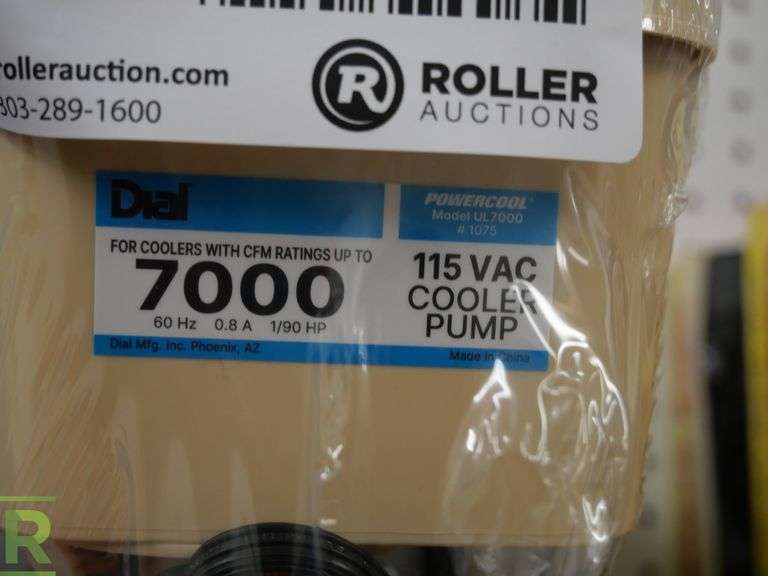 rollerauction.com
303-289-1600
R
ROLLER
AUCTIONS
Dial
POWERCOOL®
Model UL7000
# 1075
FOR COOLERS WITH CFM RATINGS UP TO
7000
60 Hz 0.8 A 1/90 HP
115 VAC
COOLER
PUMP
Dial Mfg. Inc. Phoenix, AZ
Made in China
R